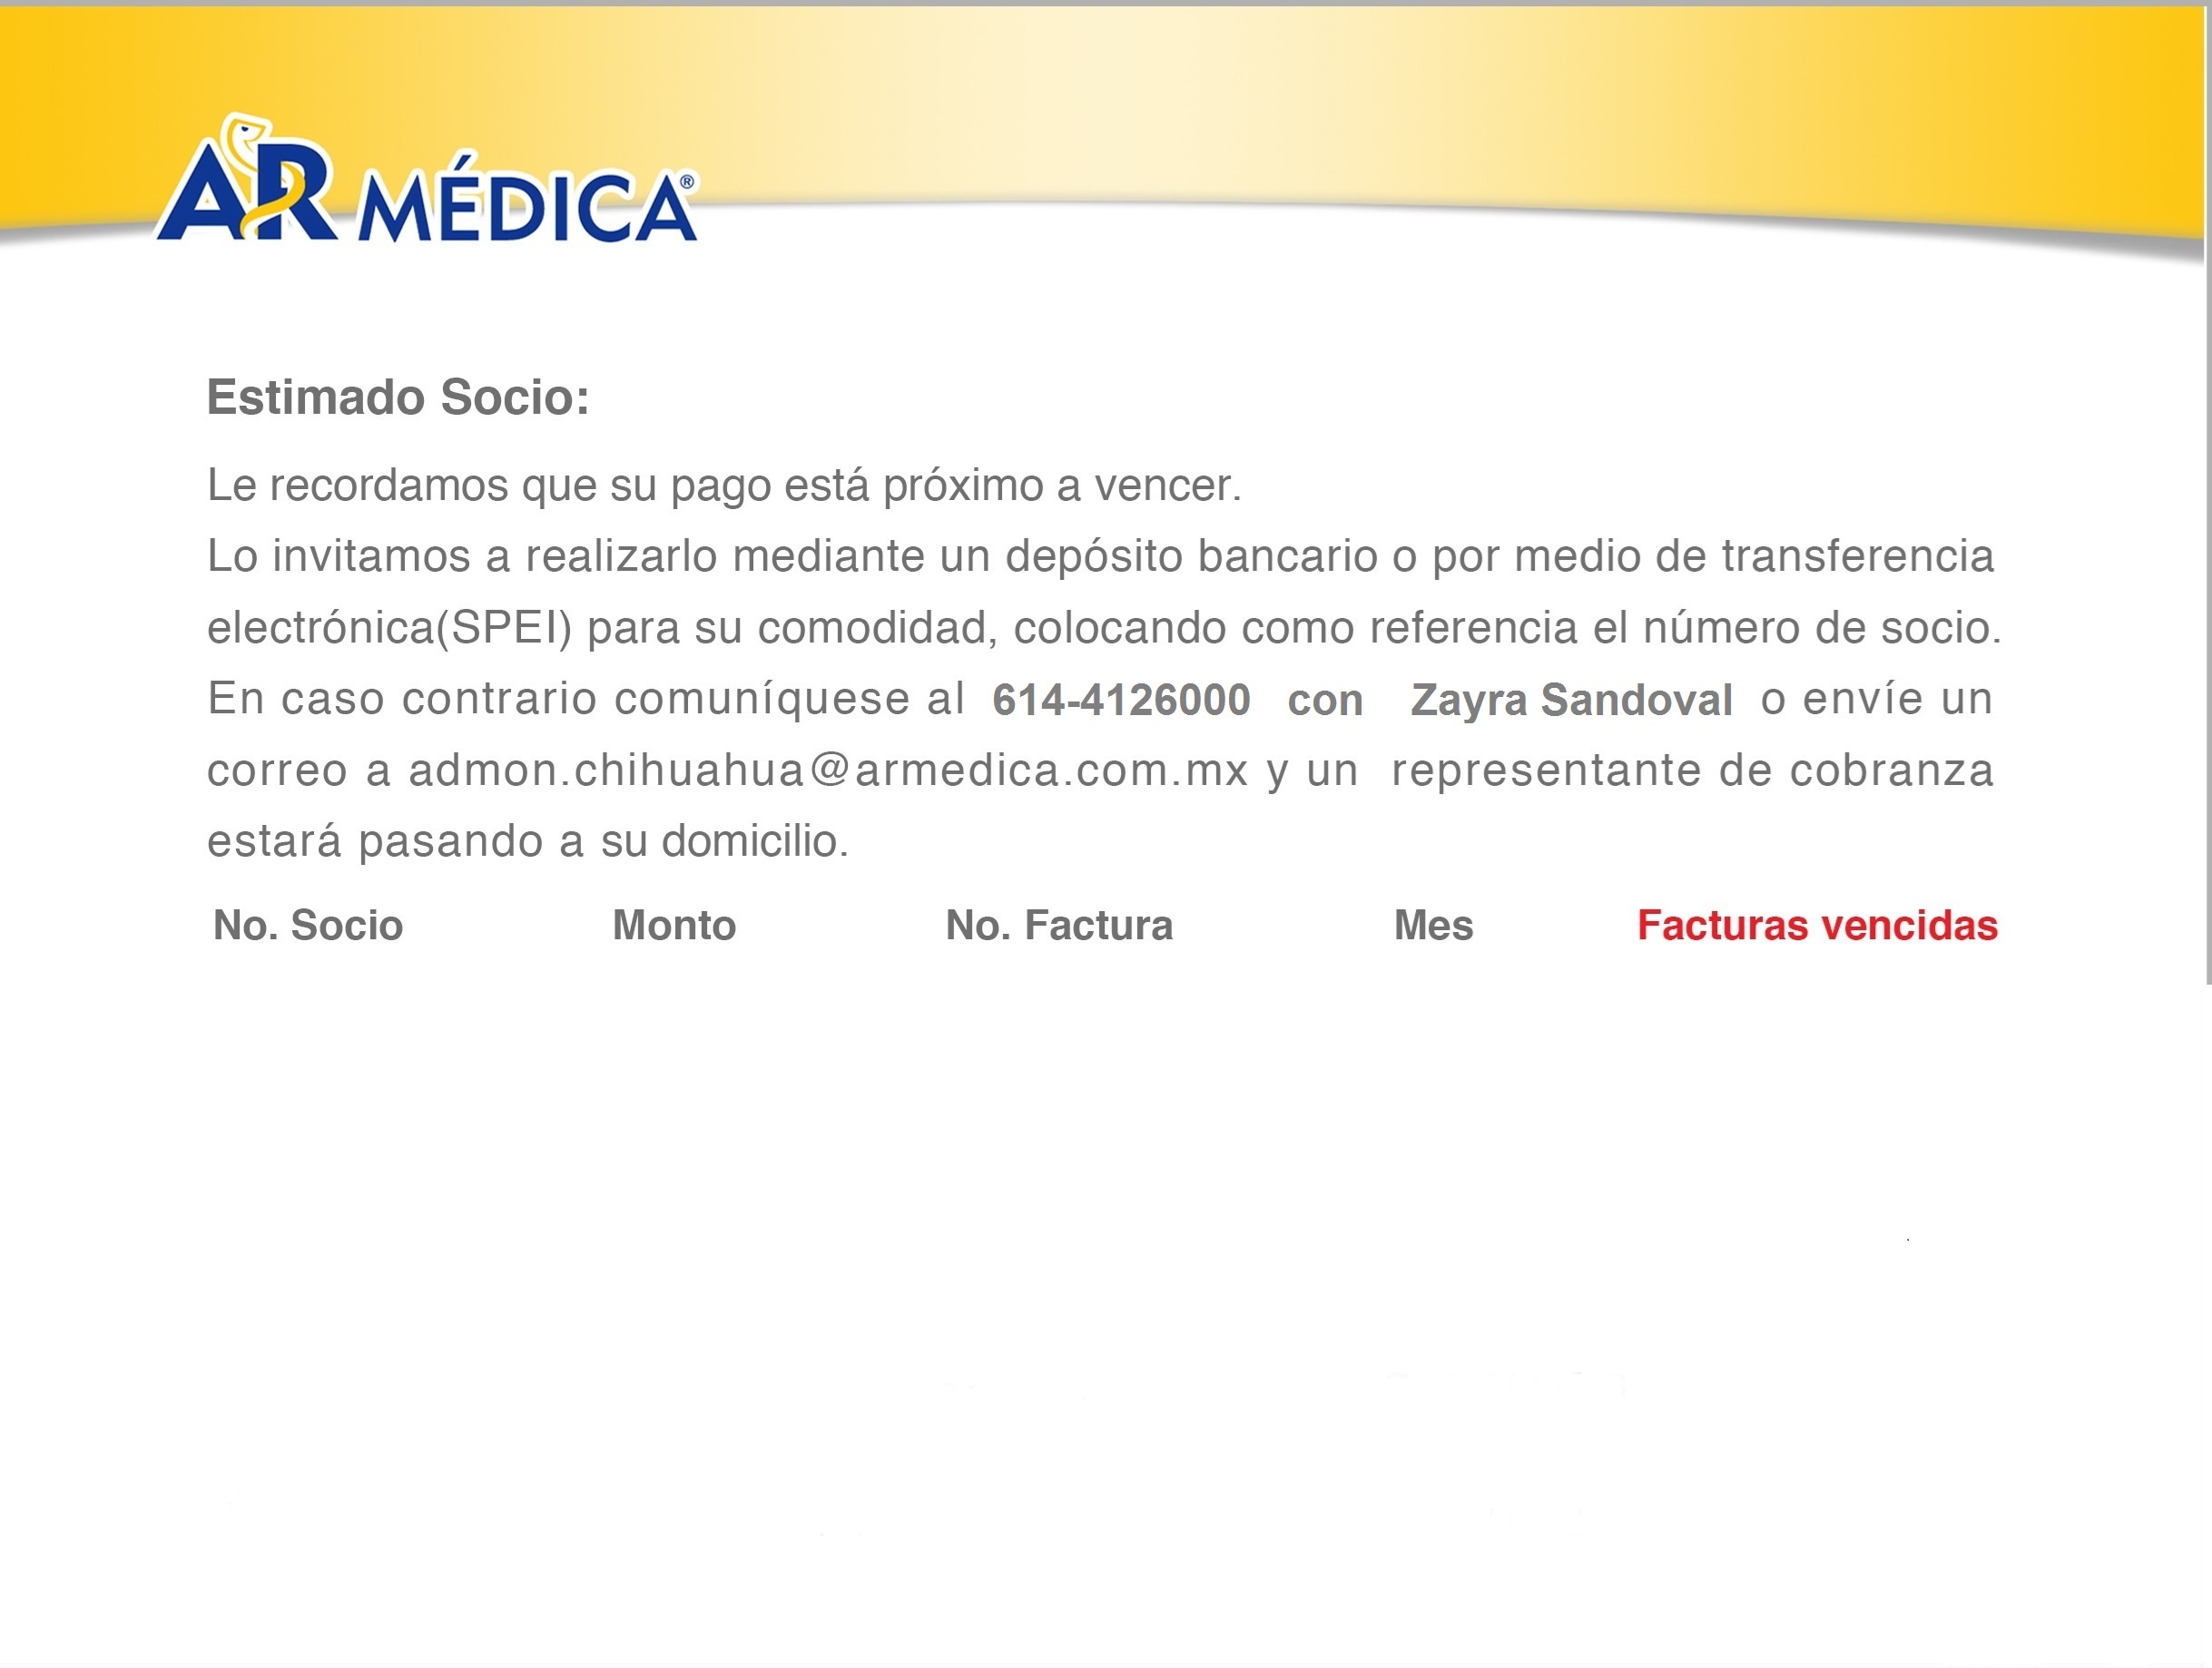 AR MÉDICA®
Estimado Socio:
Le recordamos que su pago está próximo a vencer.
Lo invitamos a realizarlo mediante un depósito bancario o por medio de transferencia
electrónica(SPEI) para su comodidad, colocando como referencia el número de socio.
En caso contrario comuníquese al 614-4126000 con Zayra Sandoval o envíe un
correo a admon.chihuahua@armedica.com.mx y un representante de cobranza
estará pasando a su domicilio.
No. Socio Monto No. Factura Mes Facturas vencidas